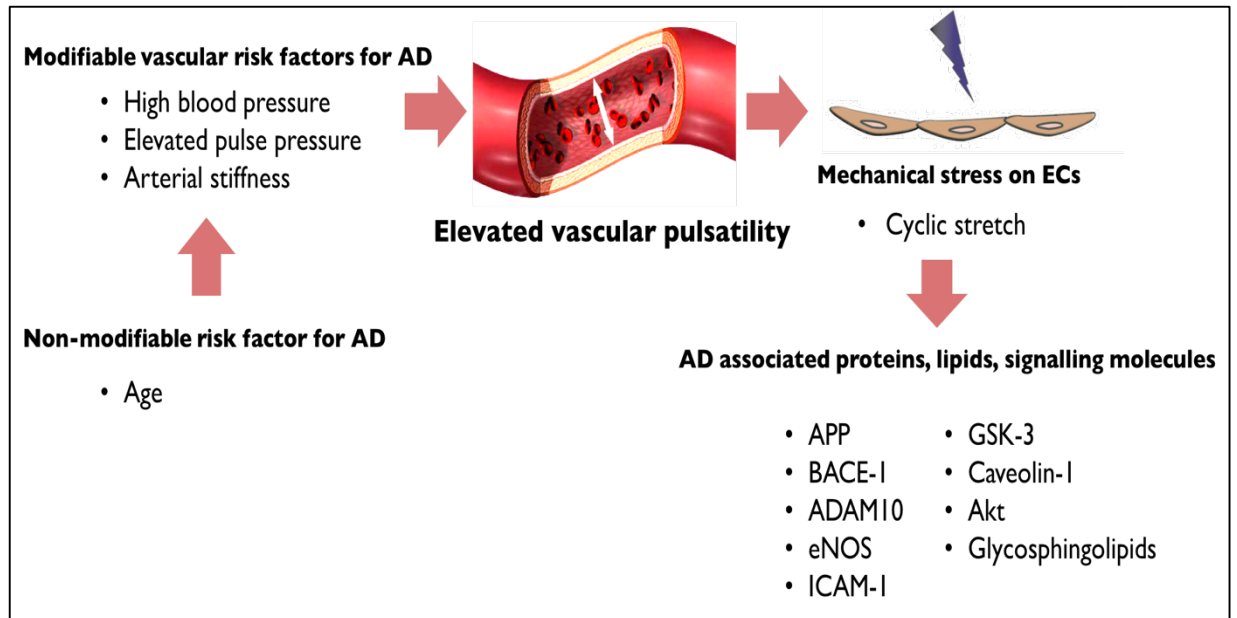 Modifiable vascular risk factors for AD
• High blood pressure
• Elevated pulse pressure
• Arterial stiffness
Elevated vascular pulsatility
Mechanical stress on ECs
• Cyclic stretch
Non-modifiable risk factor for AD
• Age
AD associated proteins, lipids, signalling molecules
• APP
• BACE-1
• ADAM10
• eNOS
• ICAM-1
• GSK-3
• Caveolin-1
• Akt
• Glycosphingolipids